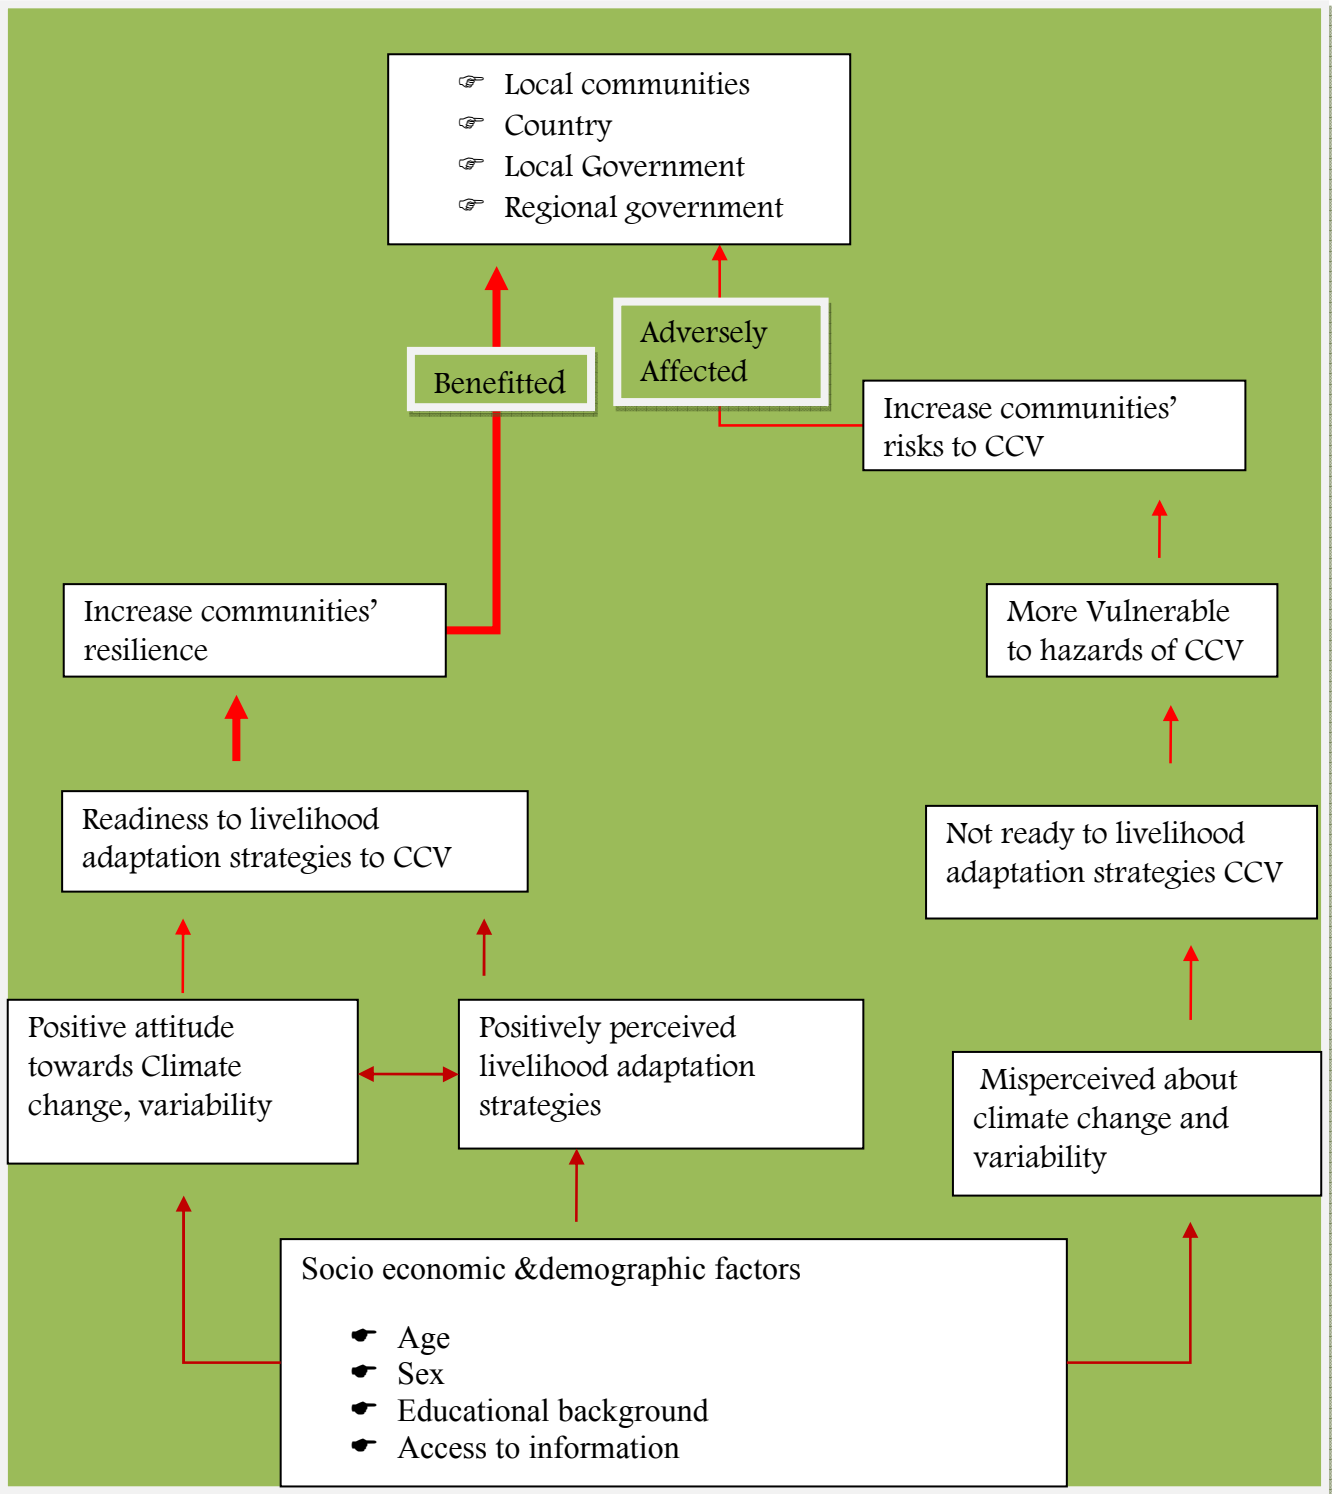 Local communities
Country
Local Government
Regional government
Adversely
Affected
Benefitted
Increase communities'
risks to CCV
Increase communities'
resilience
More Vulnerable
to hazards of CCV
Readiness to livelihood
adaptation strategies to CCV
Not ready to livelihood
adaptation strategies CCV
Positive attitude
towards Climate
change, variability
Positively perceived
livelihood adaptation
strategies
Misperceived about
climate change and
variability
Socio economic &demographic factors
Age
Sex
Educational background
Access to information